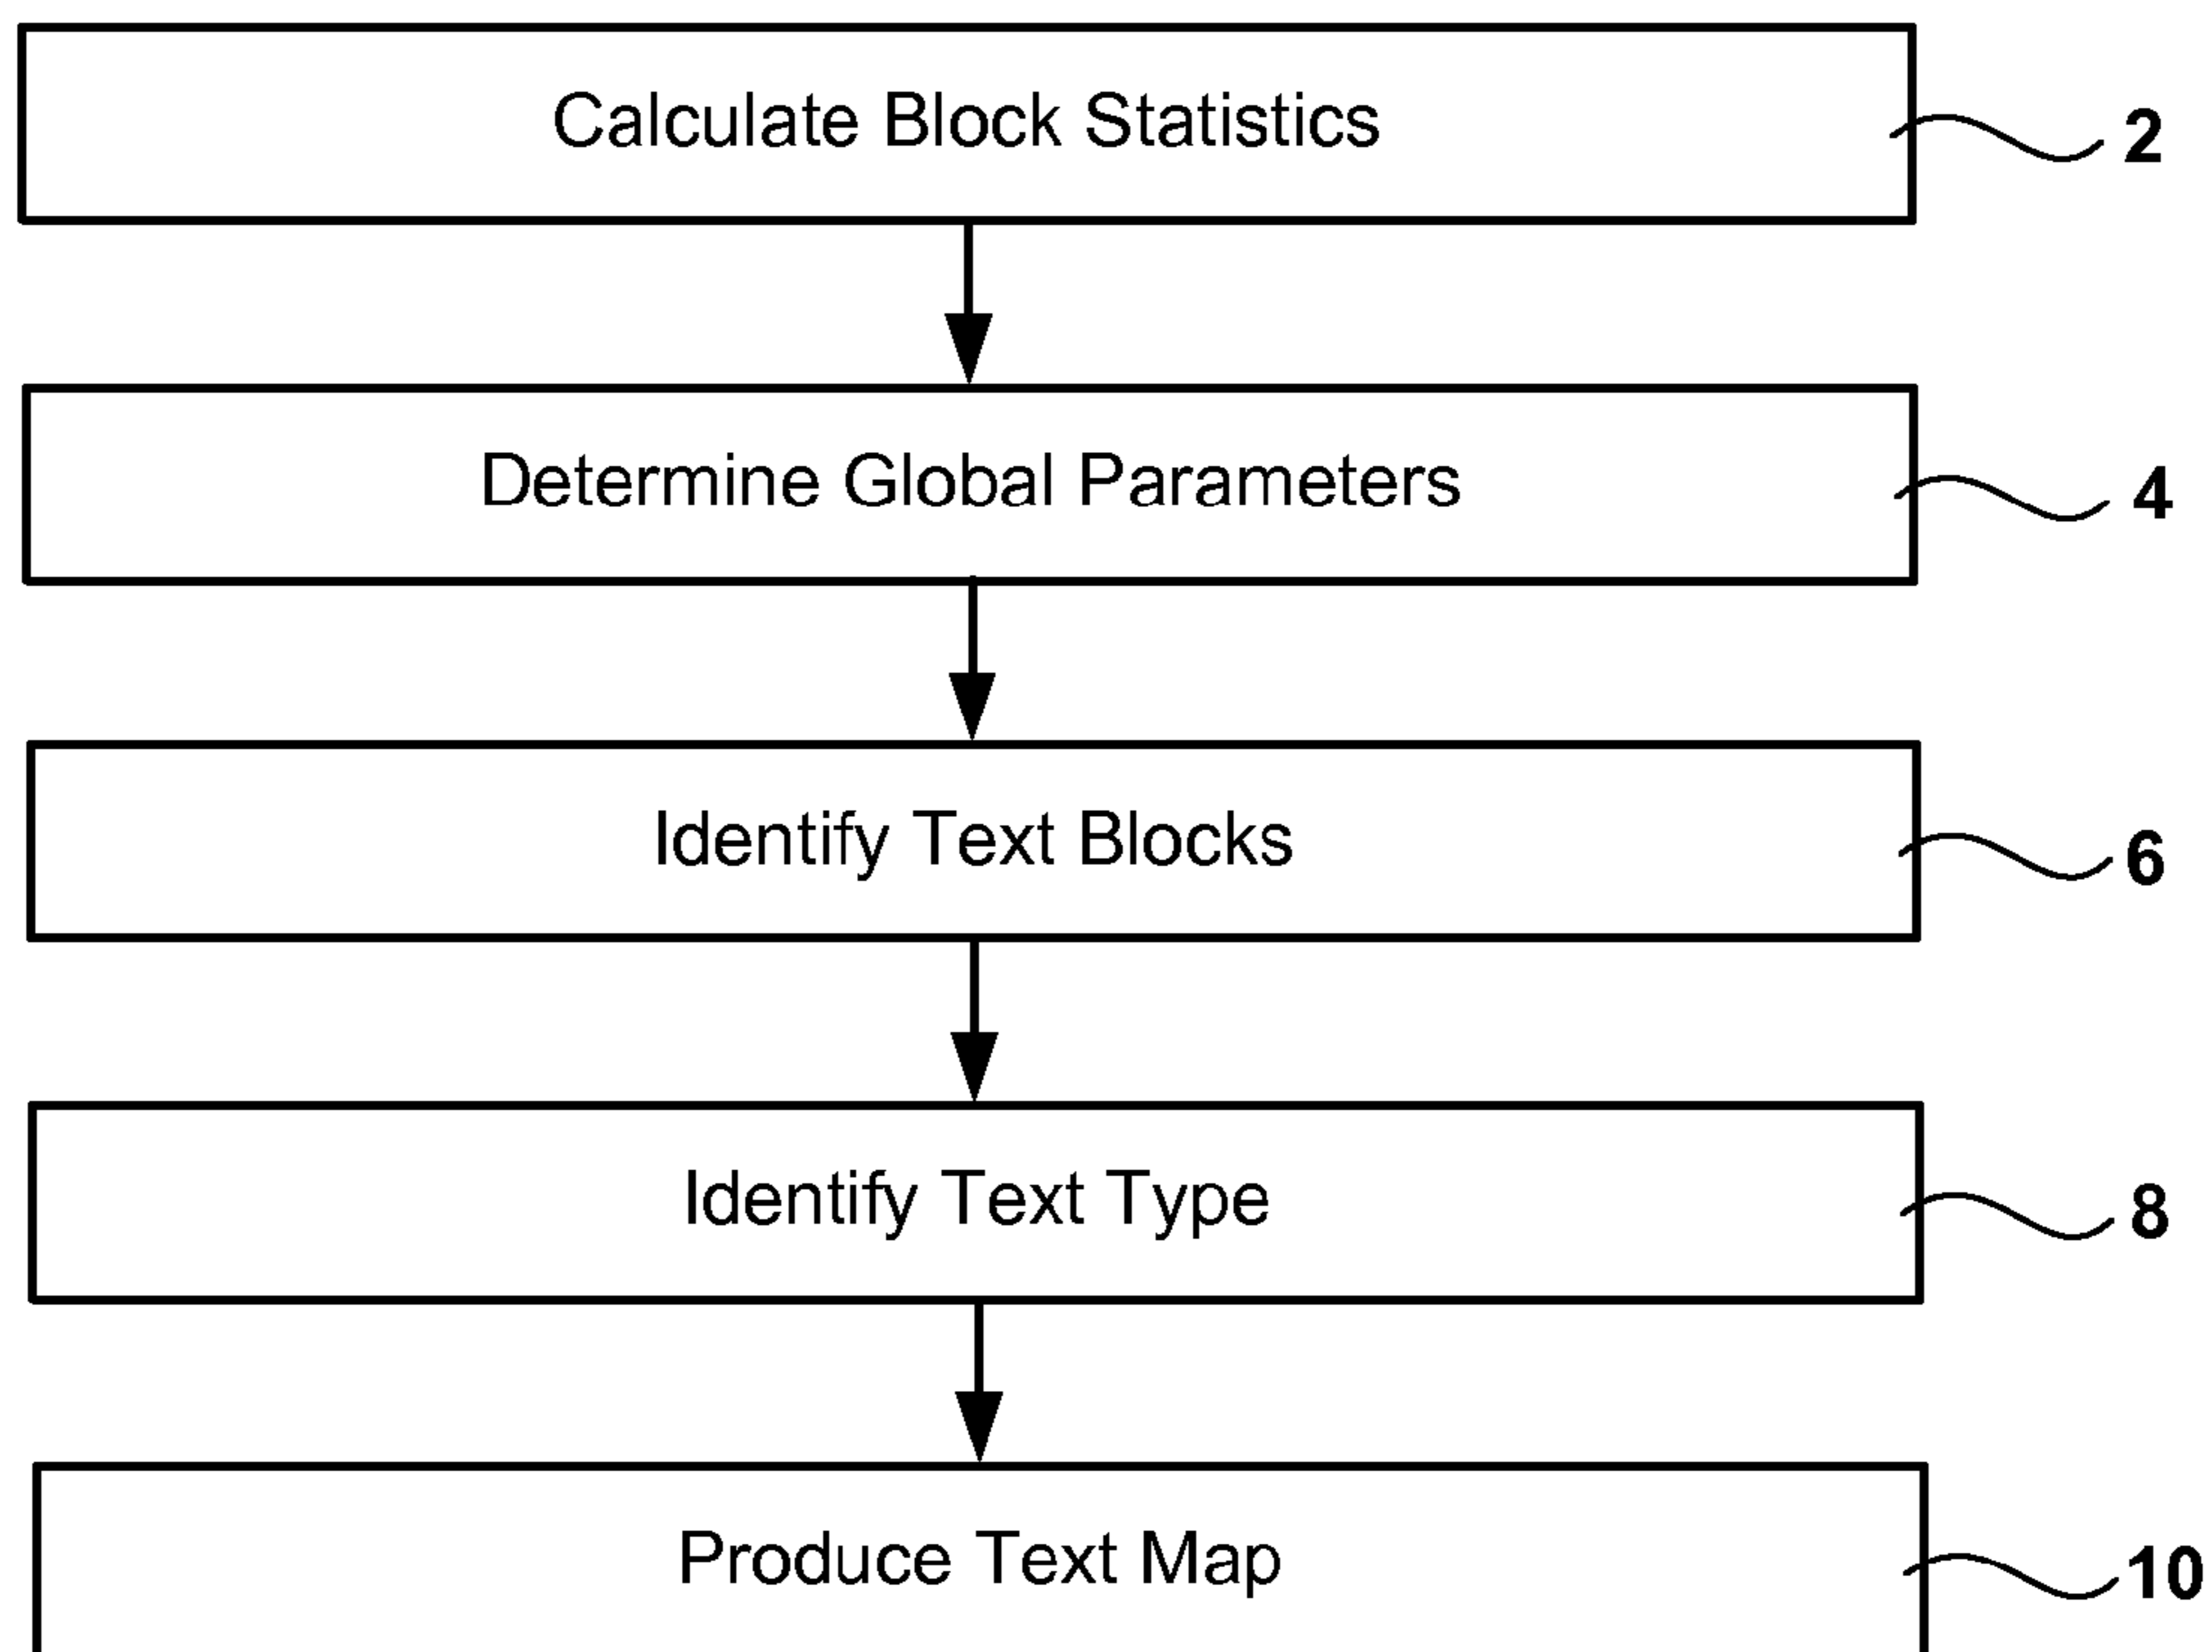 Calculate Block Statistics
2
Determine Global Parameters
4
Identify Text Blocks
6
Identify Text Type
8
Produce Text Map
10